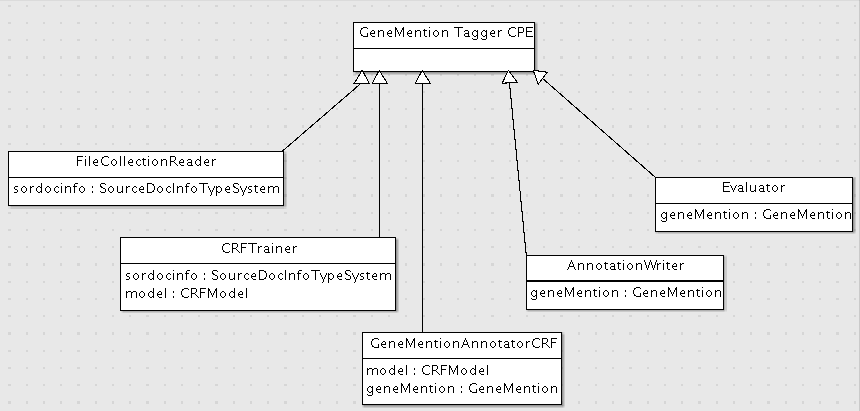 GeneMention Tagger CPE
FileCollectionReader
sordocinfo : SourceDocInfoTypeSystem
Evaluator
geneMention : GeneMention
CRFTrainer
sordocinfo : SourceDocInfoTypeSystem
model : CRFModel
AnnotationWriter
geneMention : GeneMention
GeneMentionAnnotatorCRF
model : CRFModel
geneMention : GeneMention